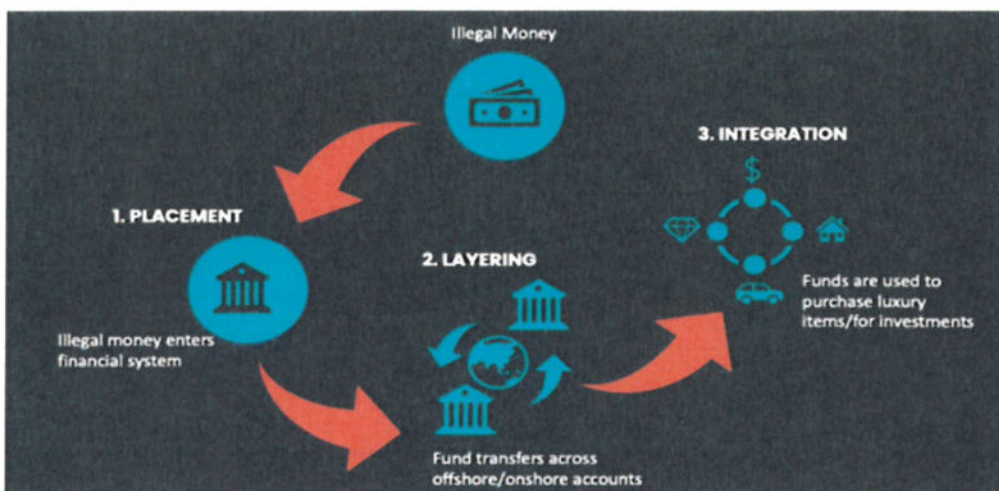 Illegal Money
1. PLACEMENT
Illegal money enters
financial system
2. LAYERING
Fund transfers across
offshore/onshore accounts
3. INTEGRATION
$
Funds are used to
purchase luxury
items/for investments